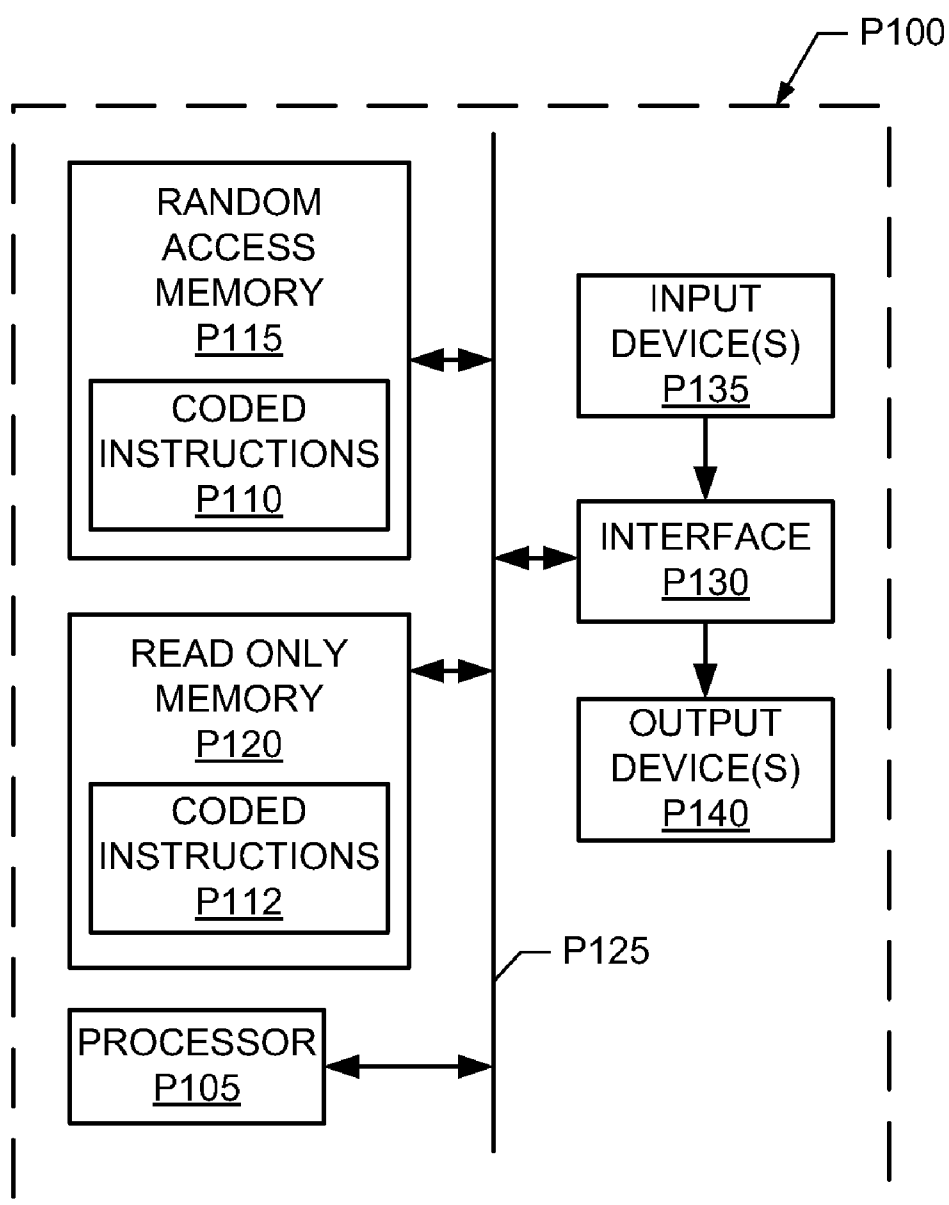 P100
RANDOM
ACCESS
MEMORY
P115
CODED
INSTRUCTIONS
P110
READ ONLY
MEMORY
P120
CODED
INSTRUCTIONS
P112
PROCESSOR
P105
INPUT
DEVICE(S)
P135
INTERFACE
P130
OUTPUT
DEVICE(S)
P140
P125